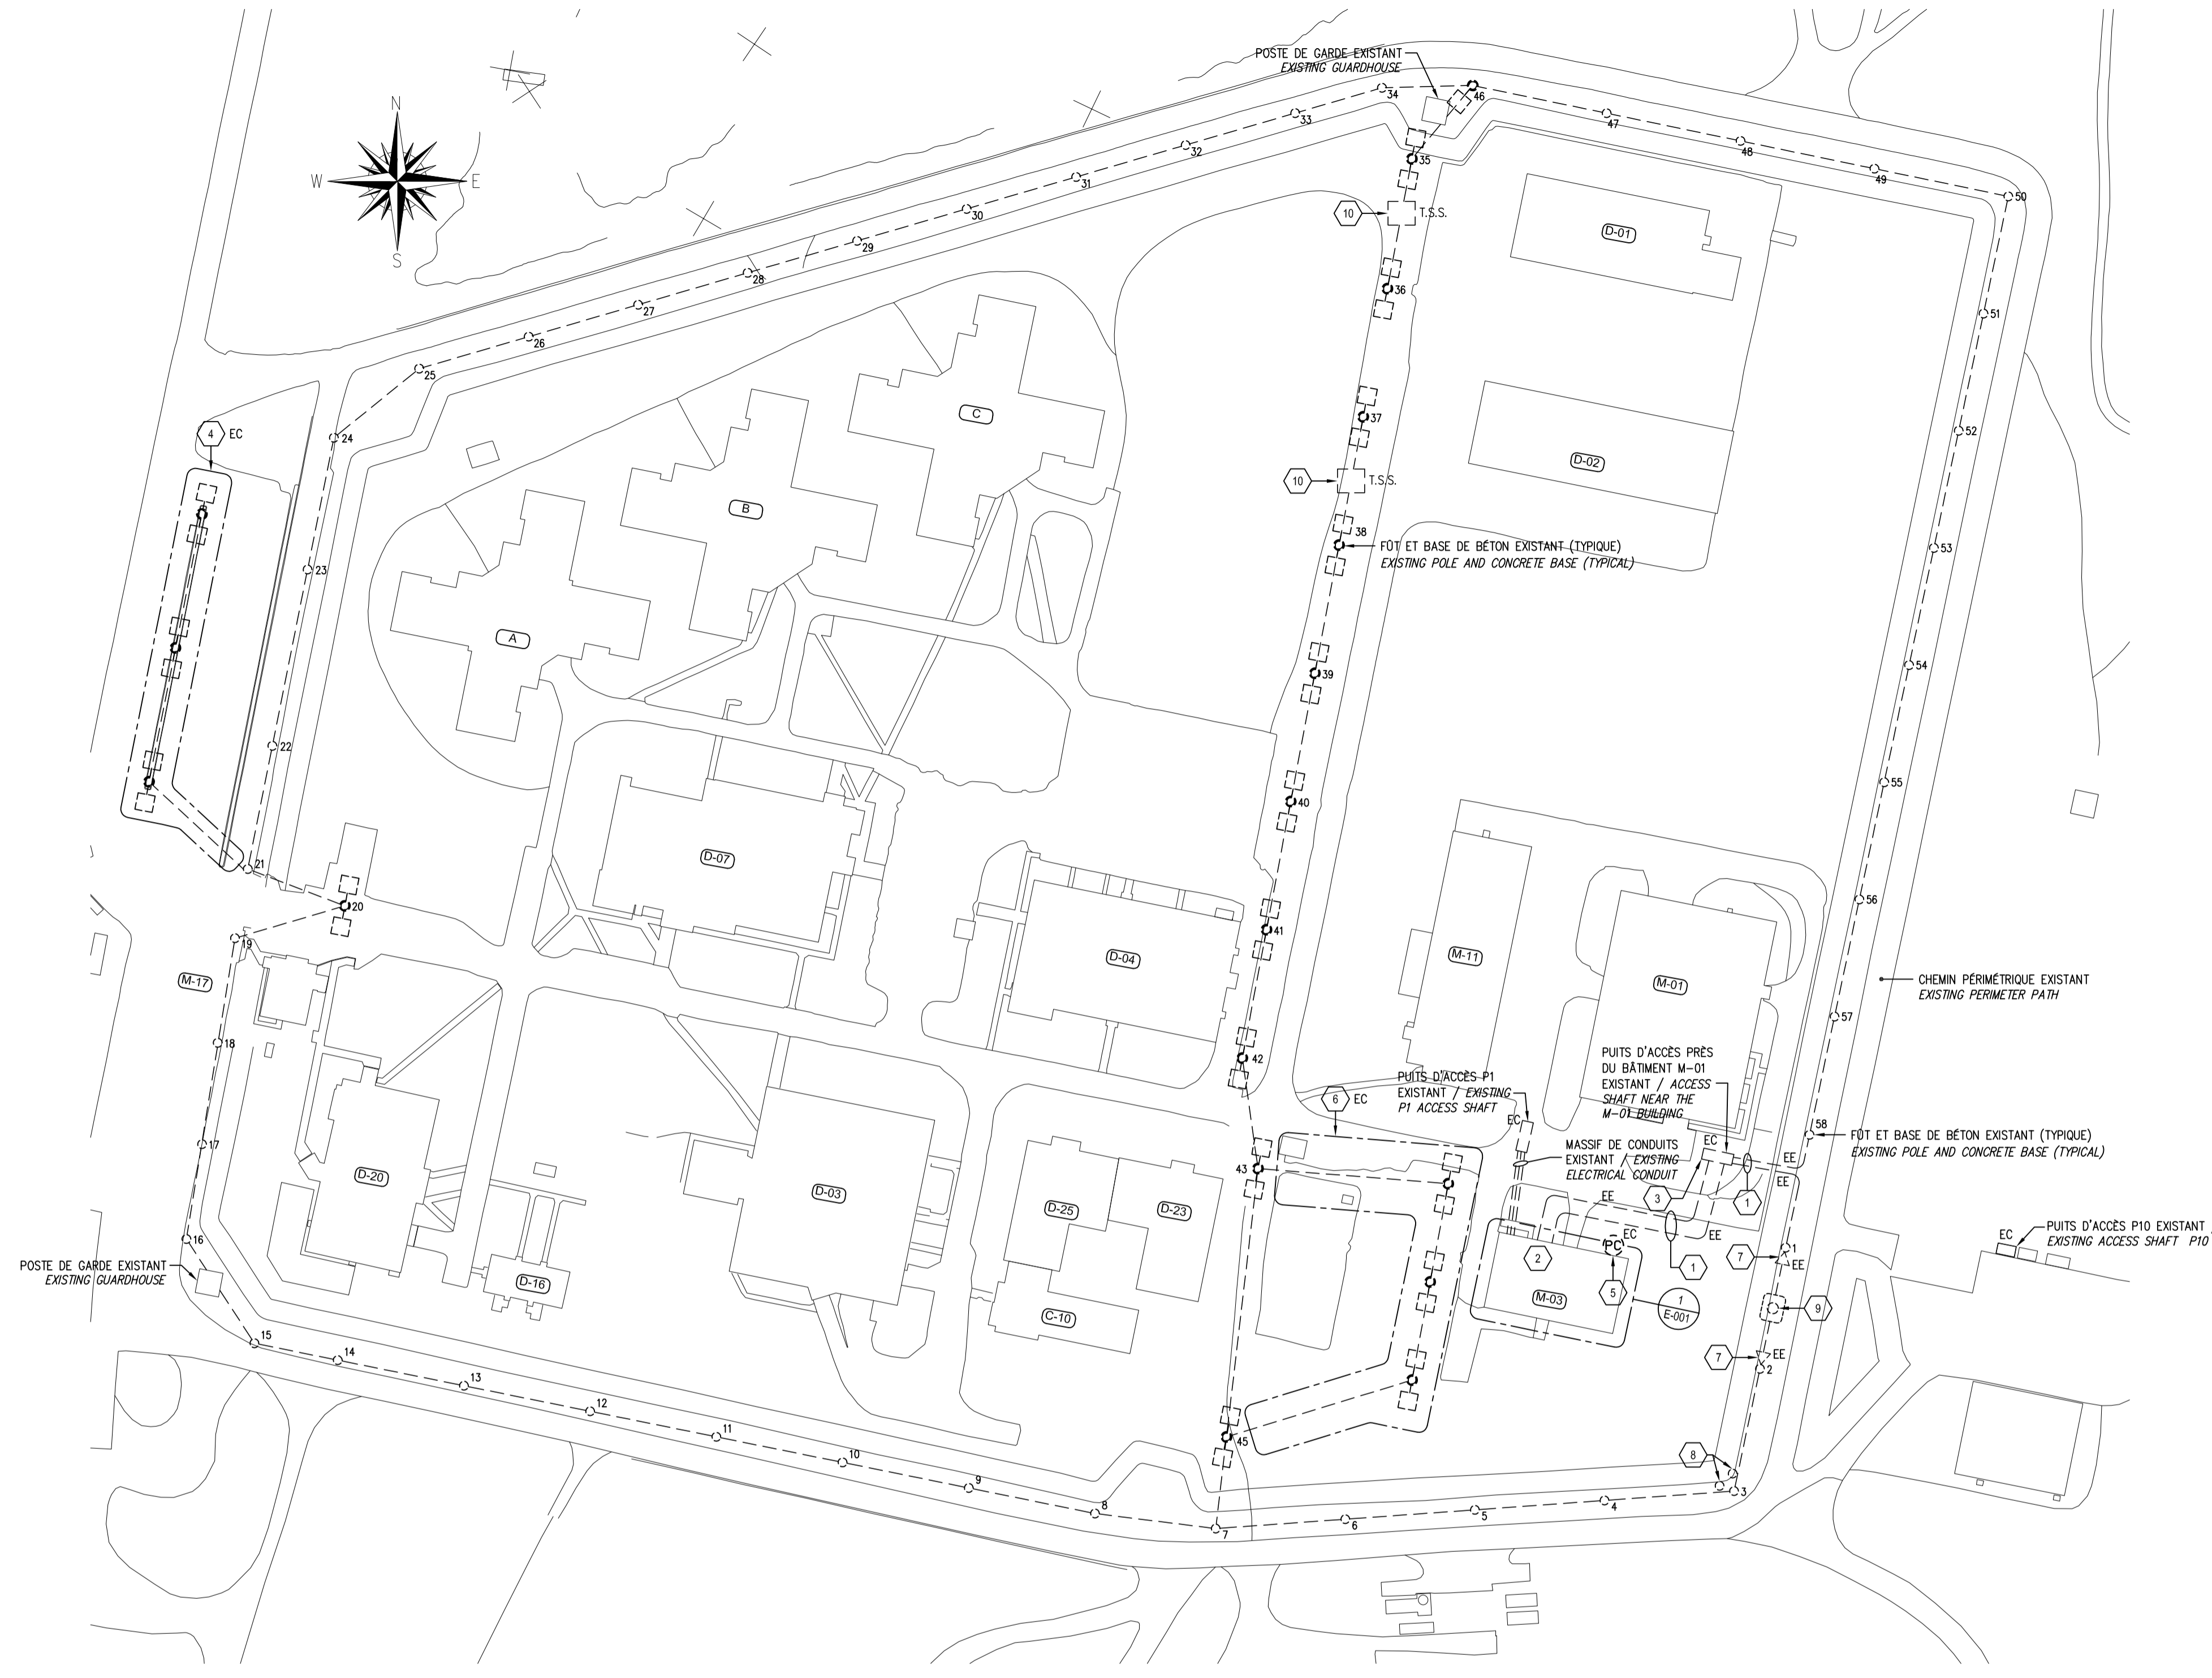 POSTE DE GARDE EXISTANT
EXISTING GUARDHOUSE
N
W
E
S
34
46
33
47
32
48
35
31
49
30
50
10
T.S.S.
D-01
29
28
36
27
51
26
25
C
37
4
EC
24
52
D-02
10
T.S.S.
B
38
FÛT ET BASE DE BÉTON EXISTANT (TYPIQUE)
EXISTING POLE AND CONCRETE BASE (TYPICAL)
53
23
A
39
54
22
55
40
D-07
21
56
20
41
19
D-04
M-11
M-17
M-01
CHEMIN PÉRIMÉTRIQUE EXISTANT
EXISTING PERIMETER PATH
57
18
42
PUITS D'ACCÈS PRÈS
DU BÂTIMENT M-01
EXISTANT / ACCESS
SHAFT NEAR THE
M-01 BUILDING
PUITS D'ACCÈS P1
EXISTANT / EXISTING
P1 ACCESS SHAFT
6
EC
EC
58
FÛT ET BASE DE BÉTON EXISTANT (TYPIQUE)
EXISTING POLE AND CONCRETE BASE (TYPICAL)
17
MASSIF DE CONDUITS
EXISTANT / EXISTING
ELECTRICAL CONDUIT
EC
EE
43
D-20
D-03
EE
3
1
EE
D-25
D-23
PUITS D'ACCÈS P10 EXISTANT
EXISTING ACCESS SHAFT P10
EC
16
EC
EE
PC
1
2
7
EE
POSTE DE GARDE EXISTANT
EXISTING GUARDHOUSE
1
D-16
5
M-03
1
E-001
9
C-10
15
14
7
EE
2
13
12
11
45
10
8
9
3
8
4
5
6
7